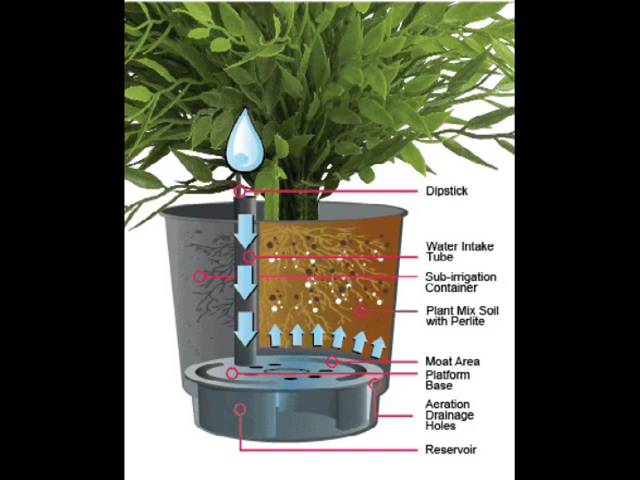 Dipstick
Water Intake
Tube
Sub-irrigation
Container
Plant Mix Soil
with Perlite
Moat Area
Platform
Base
Aeration
Drainage
Holes
Reservoir